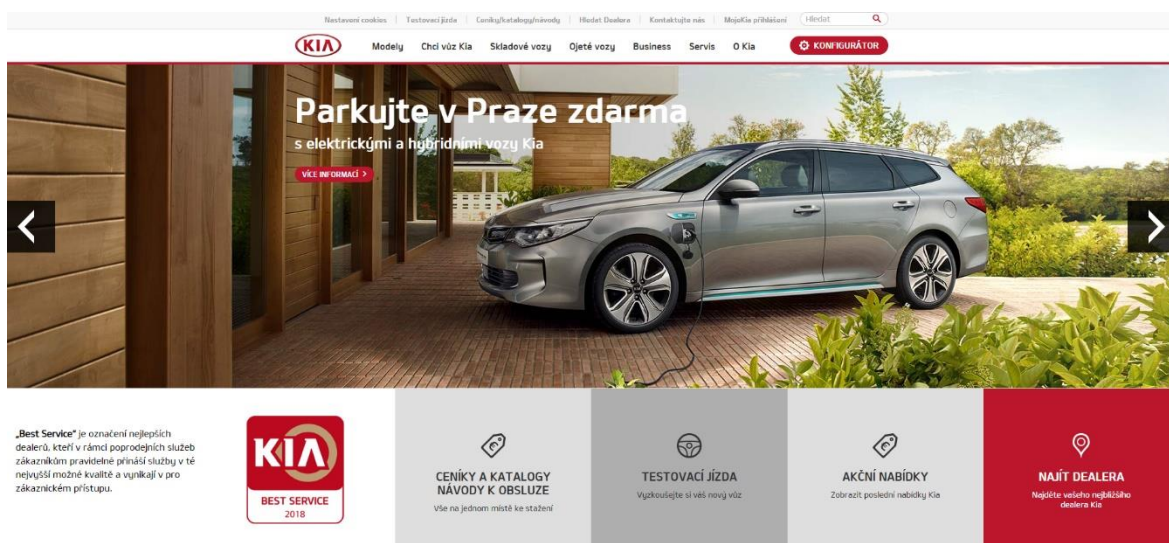 Nastavení cookies
Testovací jízda
Ceníky/katalogy/návody
Hledat Dealera
Kontaktujte nás
MojeKia přihlášení
Hledat
KIA
Modely
Chci vůz Kia
Skladové vozy
Ojeté vozy
Business
Servis
O Kia
KONFIGURÁTOR
Parkujte v Praze zdarma
s elektrickými a hybridními vozy Kia
VÍCE INFORMACÍ >
„Best Service“ je označení nejlepších
dealerů, kteří v rámci poprodejních služeb
zákazníkům pravidelně přináší služby v té
nejvyšší možné kvalitě a vynikají v pro
zákaznickém přístupu.
KIA
BEST SERVICE
2018
CENÍKY A KATALOGY
NÁVODY K OBSLUZE
Vše na jednom místě ke stažení
TESTOVACÍ JÍZDA
Vyzkoušejte si váš nový vůz
AKČNÍ NABÍDKY
Zobrazit poslední nabídky Kia
NAJÍT DEALERA
Najděte vašeho nejbližšího
dealera Kia